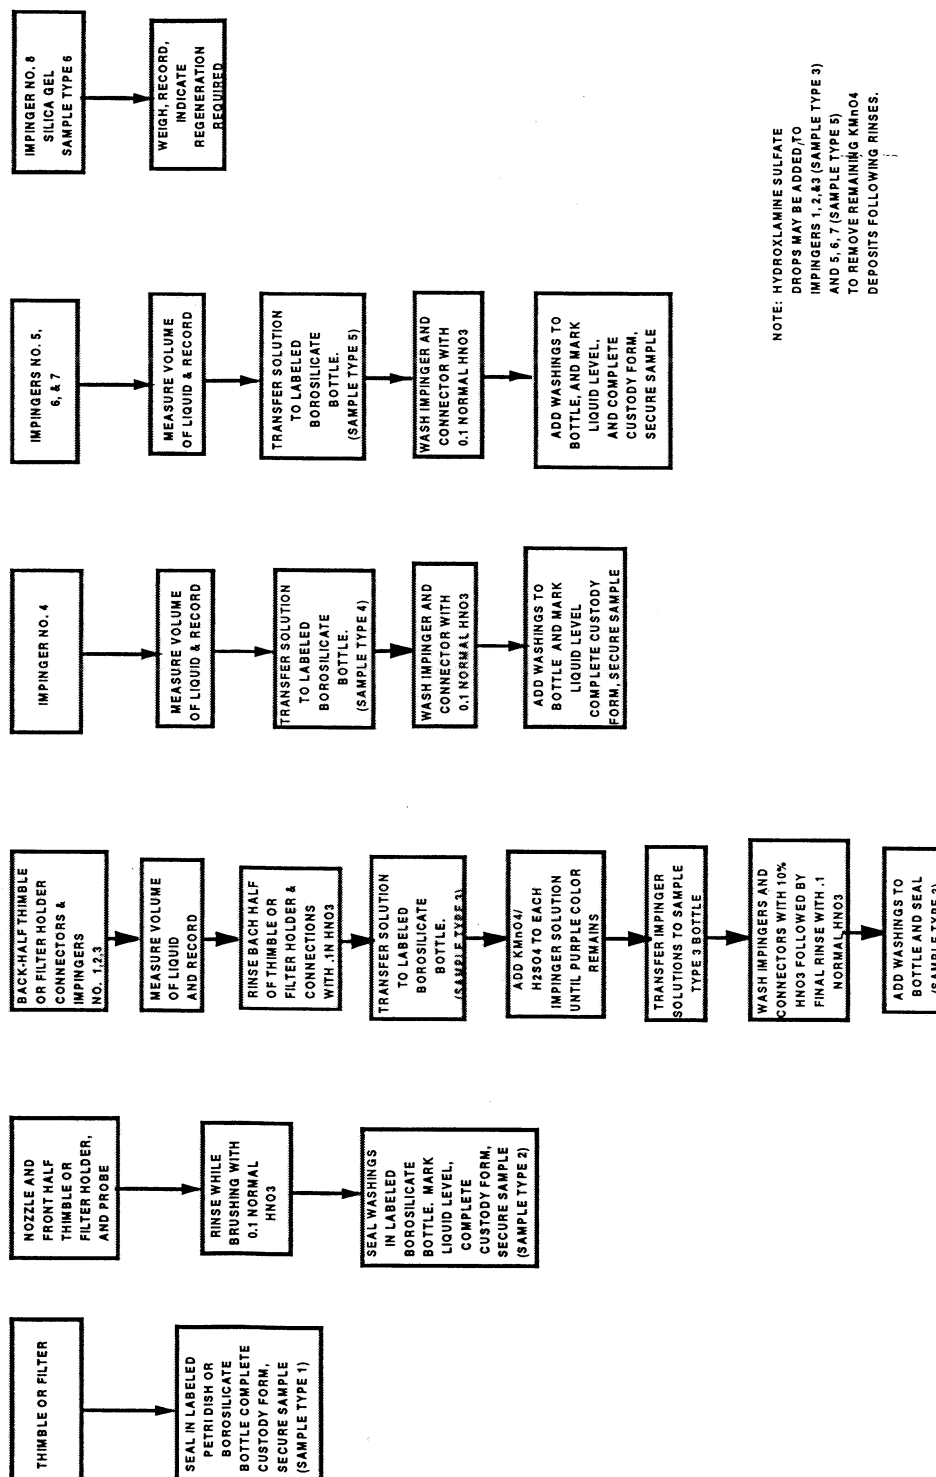 THIMBLE OR FILTER
SEAL IN LABELED
PETRI DISH OR
BOROSILICATE
BOTTLE COMPLETE
CUSTODY FORM,
SECURE SAMPLE
(SAMPLE TYPE 1)
NOZZLE AND
FRONT HALF
THIMBLE OR
FILTER HOLDER,
AND PROBE
RINSE WHILE
BRUSHING WITH
0.1 NORMAL
HNO3
SEAL WASHINGS
IN LABELED
BOROSILICATE
BOTTLE. MARK
LIQUID LEVEL,
COMPLETE
CUSTODY FORM,
SECURE SAMPLE
(SAMPLE TYPE 2)
BACK-HALF THIMBLE
OR FILTER HOLDER
CONNECTORS &
IMPINGERS
NO. 1,2,3
MEASURE VOLUME
OF LIQUID
AND RECORD
RINSE BACH HALF
OF THIMBLE OR
FILTER HOLDER &
CONNECTIONS
WITH .1N HNO3
TRANSFER SOLUTION
TO LABELED
BOROSILICATE
BOTTLE.
(SAMPLE TYPE 3)
ADD KMnO4/
H2SO4 TO EACH
IMPINGER SOLUTION
UNTIL PURPLE COLOR
REMAINS
TRANSFER IMPINGER
SOLUTIONS TO SAMPLE
TYPE 3 BOTTLE
WASH IMPINGERS AND
CONNECTORS WITH 10%
HNO3 FOLLOWED BY
FINAL RINSE WITH .1
NORMAL HNO3
ADD WASHINGS TO
BOTTLE AND SEAL
(SAMPLE TYPE
IMPINGER NO. 4
MEASURE VOLUME
OF LIQUID & RECORD
TRANSFER SOLUTION
TO LABELED
BOROSILICATE
BOTTLE.
(SAMPLE TYPE 4)
WASH IMPINGER AND
CONNECTOR WITH
0.1 NORMAL HNO3
ADD WASHINGS TO
BOTTLE AND MARK
LIQUID LEVEL
COMPLETE CUSTODY
FORM, SECURE SAMPLE
IMPINGERS NO. 5,
6, & 7
MEASURE VOLUME
OF LIQUID & RECORD
TRANSFER SOLUTION
TO LABELED
BOROSILICATE
BOTTLE.
(SAMPLE TYPE 5)
WASH IMPINGER AND
CONNECTOR WITH
0.1 NORMAL HNO3
ADD WASHINGS TO
BOTTLE, AND MARK
LIQUID LEVEL,
AND COMPLETE
CUSTODY FORM,
SECURE SAMPLE
IMPINGER NO. 8
SILICA GEL
SAMPLE TYPE 6
WEIGH, RECORD,
INDICATE
REGENERATION
REQUIRED
NOTE: HYDROXLAMINE SULFATE
DROPS MAY BE ADDED TO
IMPINGERS 1, 2,&3 (SAMPLE TYPE 3)
AND 5, 6, 7 (SAMPLE TYPE 5)
TO REMOVE REMAINING KMnO4
DEPOSITS FOLLOWING RINSES.